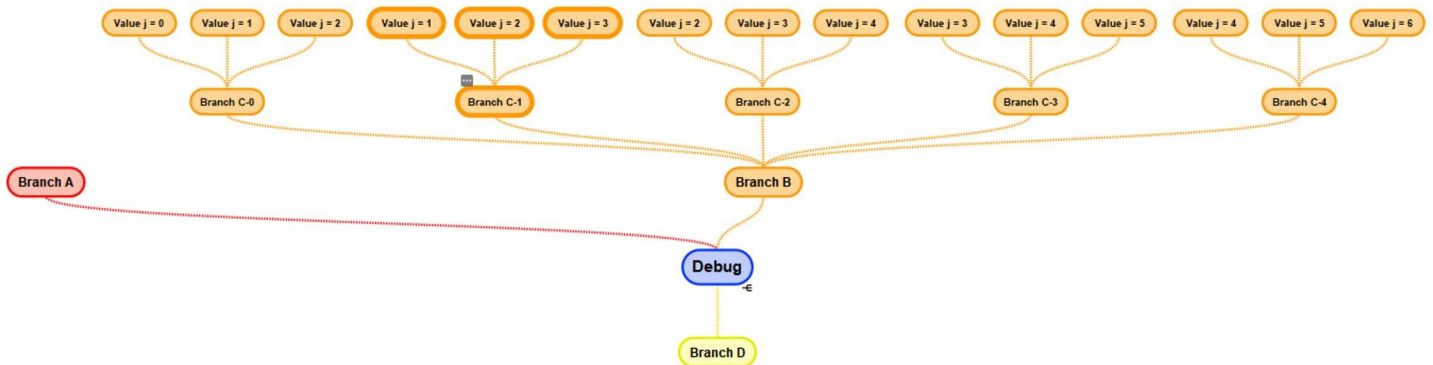 Value j = 0
Value j = 1
Value j = 2
Value j = 1
Value j = 2
Value j = 3
Value j = 2
Value j = 3
Value j = 4
Value j = 3
Value j = 4
Value j = 5
Value j = 4
Value j = 5
Value j = 6
Branch C-0
Branch C-1
Branch C-2
Branch C-3
Branch C-4
Branch A
Branch B
Debug
Branch D